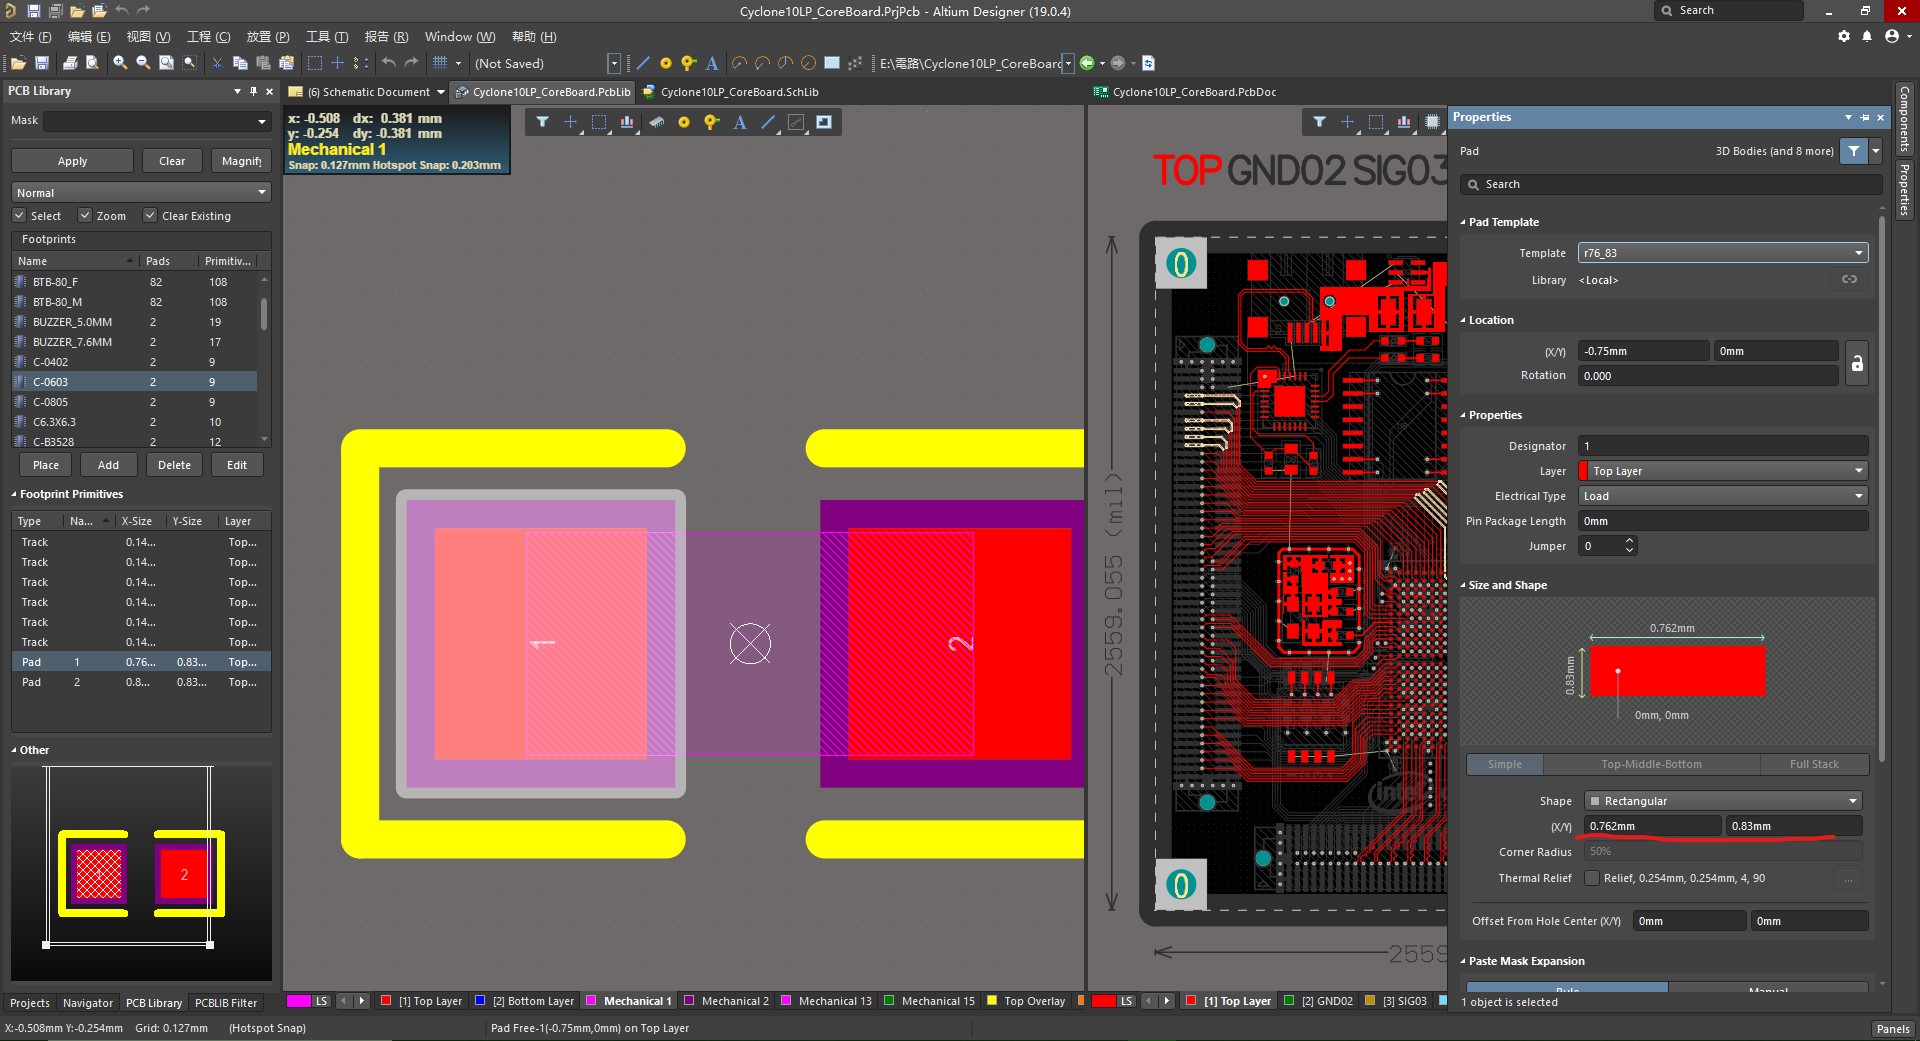 Cyclone10LP_CoreBoard.PrjPcb - Altium Designer (19.0.4)
Search
文件 (F) 编辑 (E) 视图 (V) 工程 (C) 放置 (P) 工具 (T) 报告 (R) Window (W) 帮助 (H)
(Not Saved)
E:\電路\Cyclone10LP_CoreBoard
PCB Library
(6) Schematic Document
Cyclone10LP_CoreBoard.PcbLib
Cyclone10LP_CoreBoard.SchLib
Cyclone10LP_CoreBoard.PcbDoc
Mask
Apply Clear Magnify
Normal
Select Zoom Clear Existing
Footprints
Name Pads Primitiv...
BTB-80_F 82 108
BTB-80_M 82 108
BUZZER_5.0MM 2 19
BUZZER_7.6MM 2 17
C-0402 2 9
C-0603 2 9
C-0805 2 9
C6.3X6.3 2 10
C-B3528 2 12
Place Add Delete Edit
Footprint Primitives
Type Na... X-Size Y-Size Layer
Track 0.14... Top...
Track 0.14... Top...
Track 0.14... Top...
Track 0.14... Top...
Track 0.14... Top...
Track 0.14... Top...
Pad 1 0.76... 0.83... Top...
Pad 2 0.8... 0.83... Top...
Other
2
Projects Navigator PCB Library PCBLIB Filter
x: -0.508 dx: 0.381 mm
y: -0.254 dy: -0.381 mm
Mechanical 1
Snap: 0.127mm Hotspot Snap: 0.203mm
1
2
LS [1] Top Layer [2] Bottom Layer Mechanical 1 Mechanical 2 Mechanical 13 Mechanical 15 Top Overlay
TOP GND02 SIG03
0
2559.055 (mil)
0
2559
LS [1] Top Layer [2] GND02 [3] SIG03
Properties
Pad
3D Bodies (and 8 more)
Search
Pad Template
Template r76_83
Library <Local>
Location
(X/Y) -0.75mm 0mm
Rotation 0.000
Properties
Designator 1
Layer Top Layer
Electrical Type Load
Pin Package Length 0mm
Jumper 0
Size and Shape
0.762mm
0.83mm
0mm, 0mm
Simple Top-Middle-Bottom Full Stack
Shape Rectangular
(X/Y) 0.762mm 0.83mm
Corner Radius 50%
Thermal Relief Relief, 0.254mm, 0.254mm, 4, 90
...
Offset From Hole Center (X/Y) 0mm 0mm
Paste Mask Expansion
Rule Manual
1 object is selected
Components
Properties
X:-0.508mm Y:-0.254mm Grid: 0.127mm (Hotspot Snap)
Pad Free-1(-0.75mm,0mm) on Top Layer
Panels